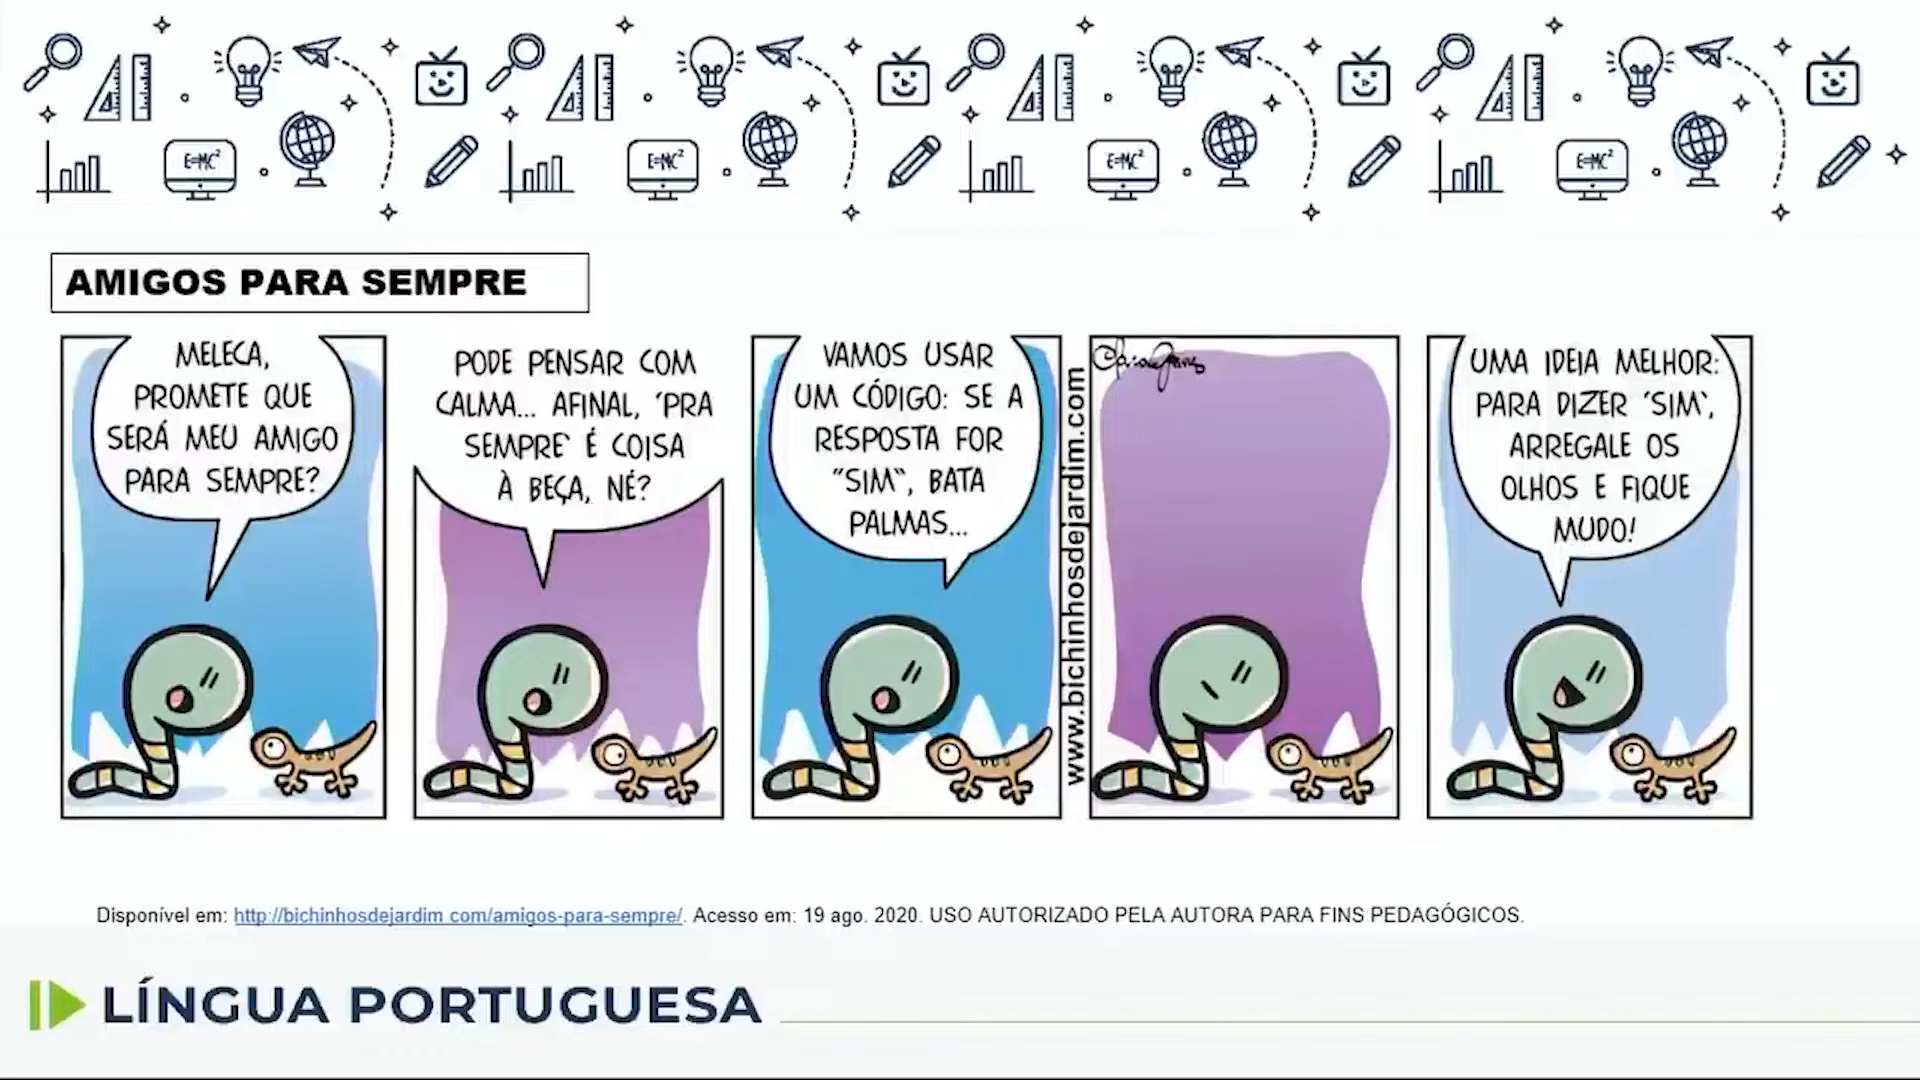 E=MC²
E=MC²
E=MC²
E=MC²
AMIGOS PARA SEMPRE
MELECA,
PROMETE QUE
SERÁ MEU AMIGO
PARA SEMPRE?
PODE PENSAR COM
CALMA... AFINAL, 'PRA
SEMPRE' É COISA
À BEÇA, NÉ?
VAMOS USAR
UM CÓDIGO: SE A
RESPOSTA FOR
"SIM", BATA
PALMAS...
www.bichinhosdejardim.com
UMA IDEIA MELHOR:
PARA DIZER 'SIM',
ARREGALE OS
OLHOS E FIQUE
MUDO!
Disponível em: http://bichinhosdejardim.com/amigos-para-sempre/. Acesso em: 19 ago. 2020. USO AUTORIZADO PELA AUTORA PARA FINS PEDAGÓGICOS.
LÍNGUA PORTUGUESA